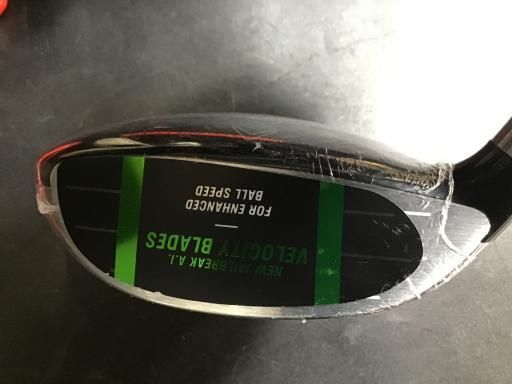 NEW JAILBREAK A.I.
VELOCITY BLADES
FOR ENHANCED
BALL SPEED